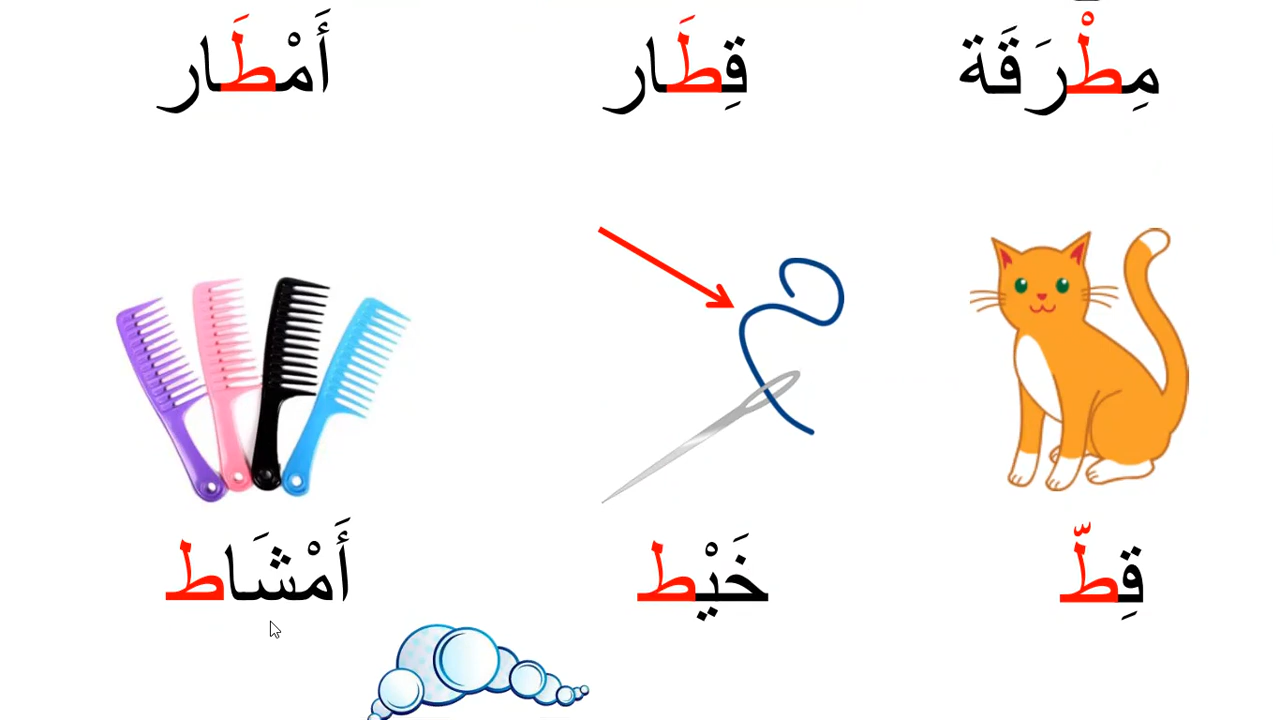 مِطْرَقَة قِطَار أَمْطَار
قِطّ خَيْط أَمْشَاط